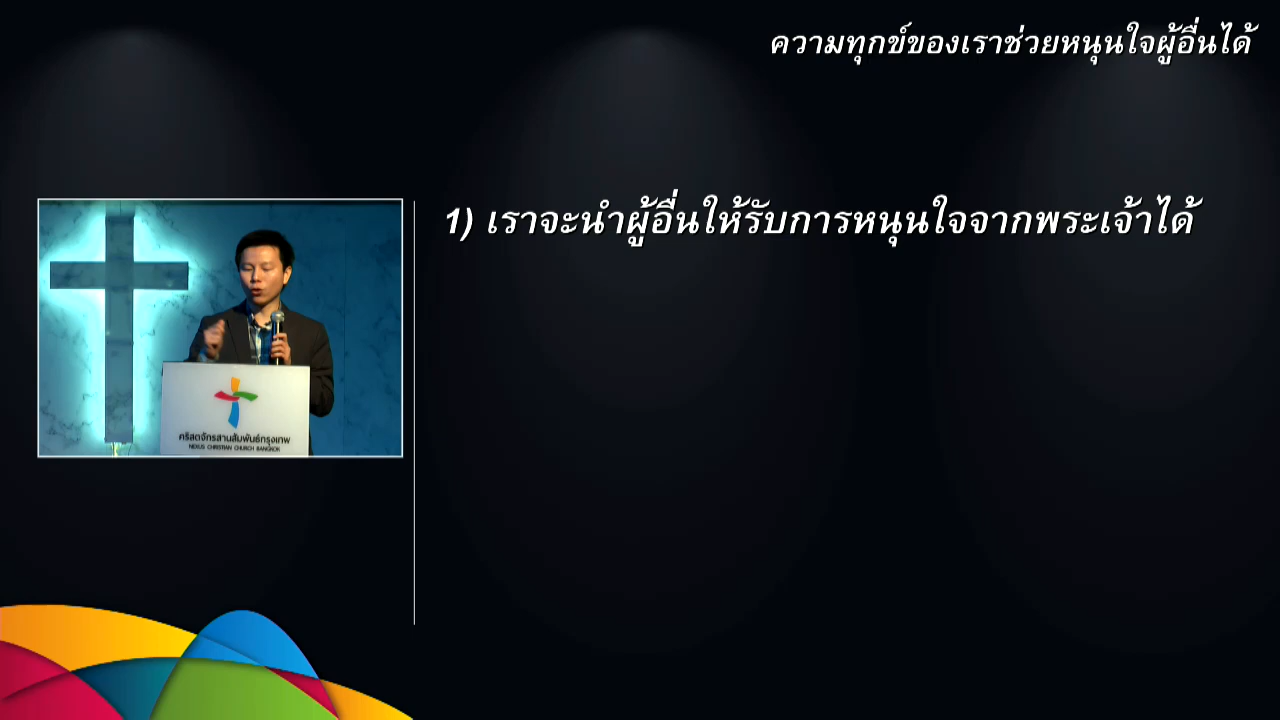 ความทุกข์ของเราช่วยหนุนใจผู้อื่นได้
1) เราจะนำผู้อื่นให้รับการหนุนใจจากพระเจ้าได้
คริสตจักรสานสัมพันธ์กรุงเทพ
NEXUS CHRISTIAN CHURCH BANGKOK